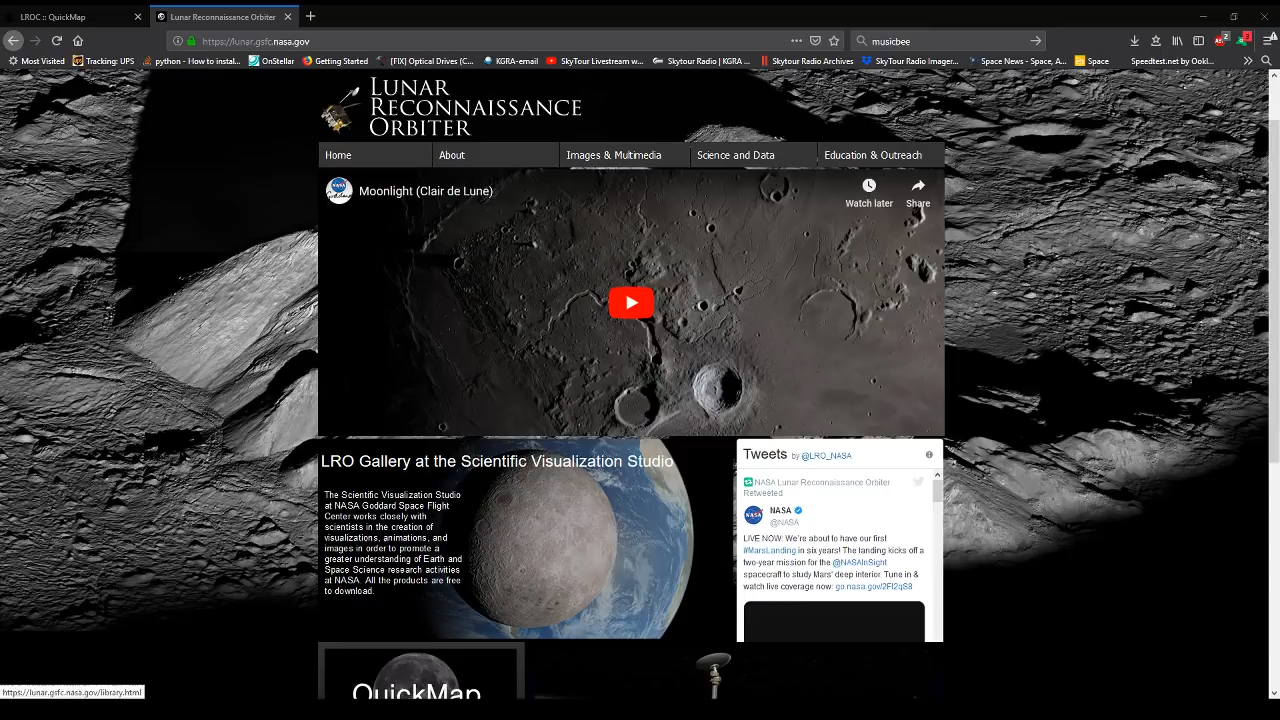 LROC :: QuickMap
Lunar Reconnaissance Orbiter
https://lunar.gsfc.nasa.gov
musicbee
2
3
Most Visited
Tracking: UPS
python - How to instal...
OnStellar
Getting Started
[FIX] Optical Drives (C...
KGRA-email
SkyTour Livestream w...
Skytour Radio | KGRA ...
Skytour Radio Archives
SkyTour Radio Imager...
Space News - Space, A...
Space
Speedtest.net by Ookl...
LUNAR
RECONNAISSANCE
ORBITER
Home
About
Images & Multimedia
Science and Data
Education & Outreach
NASA
Moonlight (Clair de Lune)
Watch later
Share
LRO Gallery at the Scientific Visualization Studio
The Scientific Visualization Studio
at NASA Goddard Space Flight
Center works closely with
scientists in the creation of
visualizations, animations, and
images in order to promote a
greater understanding of Earth and
Space Science research activities
at NASA. All the products are free
to download.
Tweets by @LRO_NASA
NASA Lunar Reconnaissance Orbiter
Retweeted
NASA
NASA
@NASA
LIVE NOW: We're about to have our first
#MarsLanding in six years! The landing kicks off a
two-year mission for the @NASAInSight
spacecraft to study Mars' deep interior. Tune in &
watch live coverage now: go.nasa.gov/2FI2qS8
QuickMap
https://lunar.gsfc.nasa.gov/library.html